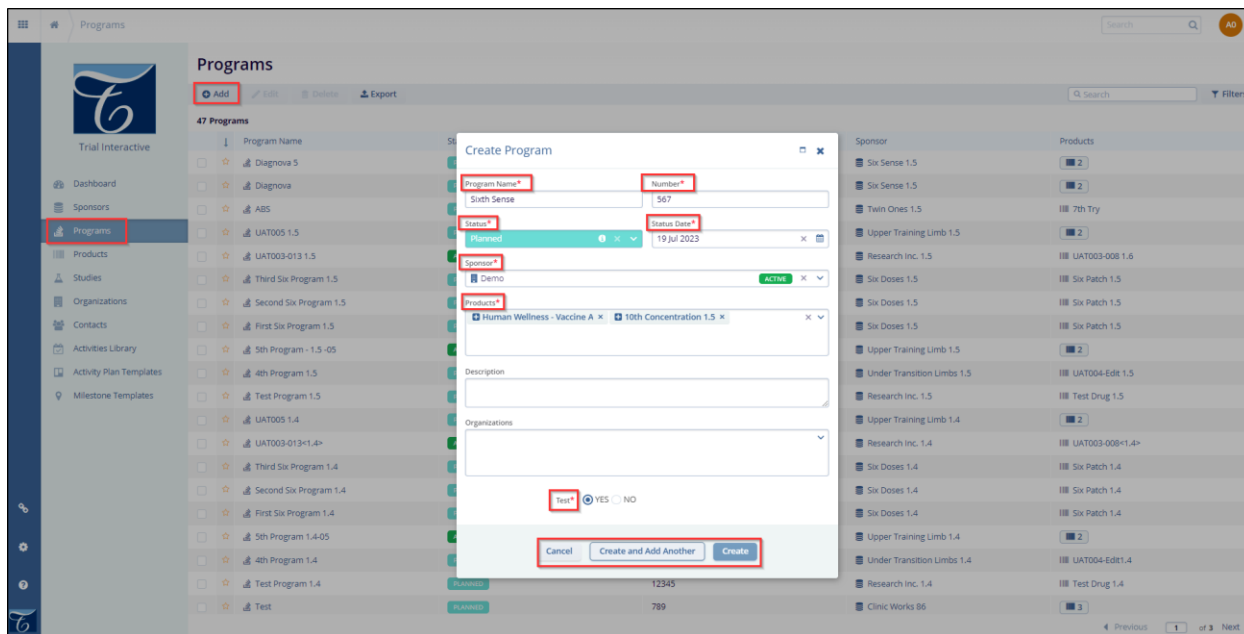 Programs
Search
AO
Trial Interactive
Dashboard
Sponsors
Programs
Products
Studies
Organizations
Contacts
Activities Library
Activity Plan Templates
Milestone Templates
Programs
Add Edit Delete Export
Search
Filter
47 Programs
Program Name
Sponsor Products
Diagnova 5 Six Sense 1.5 2
Diagnova Six Sense 1.5 2
ABS Twin Ones 1.5 7th Try
UAT005 1.5 Upper Training Limb 1.5 2
UAT003-013 1.5 Research Inc. 1.5 UAT003-008 1.6
Third Six Program 1.5 Six Doses 1.5 Six Patch 1.5
Second Six Program 1.5 Six Doses 1.5 Six Patch 1.5
First Six Program 1.5 Six Doses 1.5 Six Patch 1.5
5th Program - 1.5 -05 Upper Training Limb 1.5 2
4th Program 1.5 Under Transition Limbs 1.5 UAT004-Edit 1.5
Test Program 1.5 Research Inc. 1.5 Test Drug 1.5
UAT005 1.4 Upper Training Limb 1.4 2
UAT003-013<1.4> Research Inc. 1.4 UAT003-008<1.4>
Third Six Program 1.4 Six Doses 1.4 Six Patch 1.4
Second Six Program 1.4 Six Doses 1.4 Six Patch 1.4
First Six Program 1.4 Six Doses 1.4 Six Patch 1.4
5th Program 1.4-05 Upper Training Limb 1.4 2
4th Program 1.4 Under Transition Limbs 1.4 UAT004-Edit1.4
Test Program 1.4 PLANNED 12345 Research Inc. 1.4 Test Drug 1.4
Test PLANNED 789 Clinic Works 86 3
Previous 1 of 3 Next
Create Program
Program Name* Number*
Sixth Sense 567
Status* Status Date*
Planned 19 Jul 2023
Sponsor*
Demo ACTIVE
Products*
Human Wellness - Vaccine A × 10th Concentration 1.5 ×
Description
Organizations
Test* YES NO
Cancel Create and Add Another Create